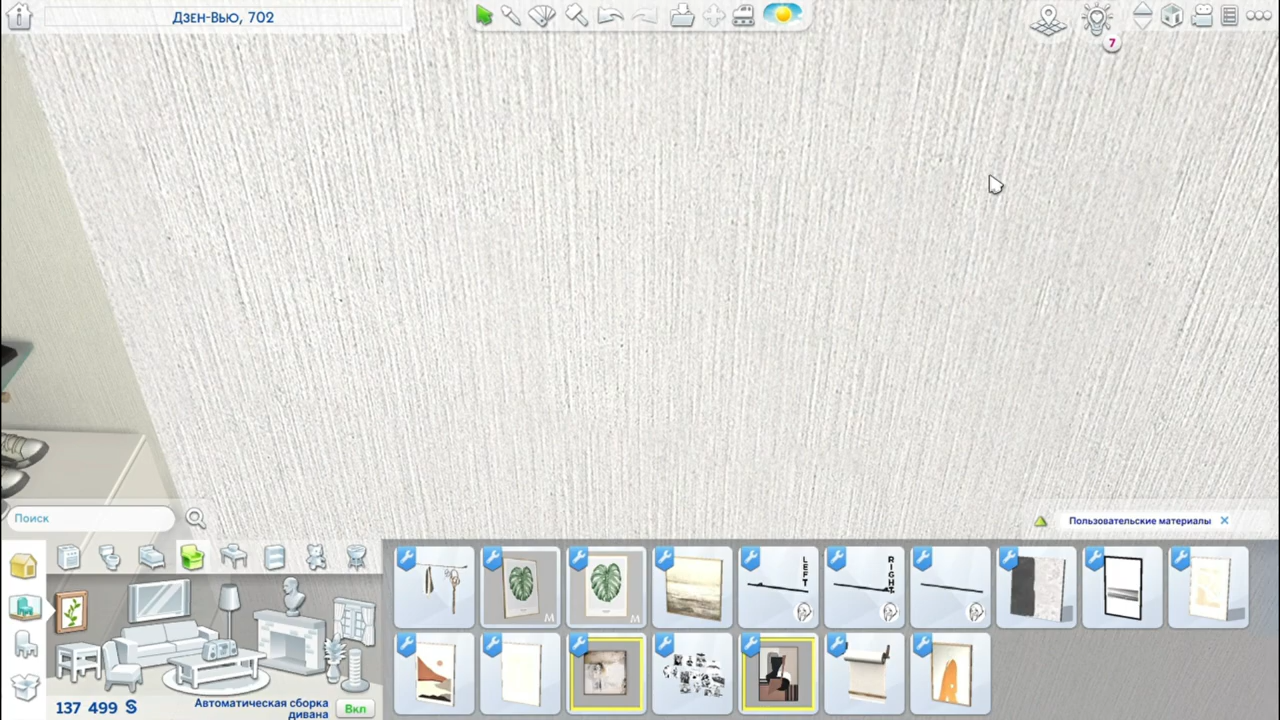 Дзен-Вью, 702
7
Поиск
Пользовательские материалы
LEFT
RIGHT
M
M
137 499 §
Автоматическая сборка
дивана
Вкл